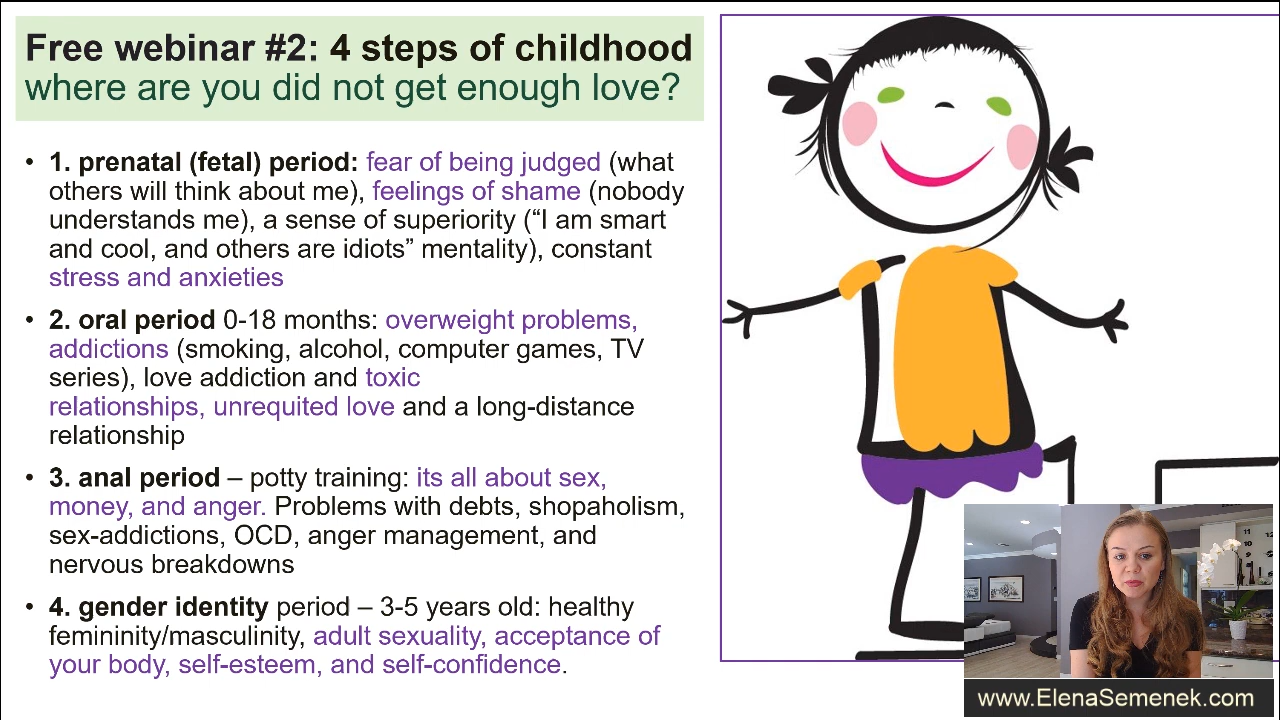 Free webinar #2: 4 steps of childhood
where are you did not get enough love?
• 1. prenatal (fetal) period: fear of being judged (what
others will think about me), feelings of shame (nobody
understands me), a sense of superiority (“I am smart
and cool, and others are idiots” mentality), constant
stress and anxieties
• 2. oral period 0-18 months: overweight problems,
addictions (smoking, alcohol, computer games, TV
series), love addiction and toxic
relationships, unrequited love and a long-distance
relationship
• 3. anal period – potty training: its all about sex,
money, and anger. Problems with debts, shopaholism,
sex-addictions, OCD, anger management, and
nervous breakdowns
• 4. gender identity period – 3-5 years old: healthy
femininity/masculinity, adult sexuality, acceptance of
your body, self-esteem, and self-confidence.
www.ElenaSemenek.com